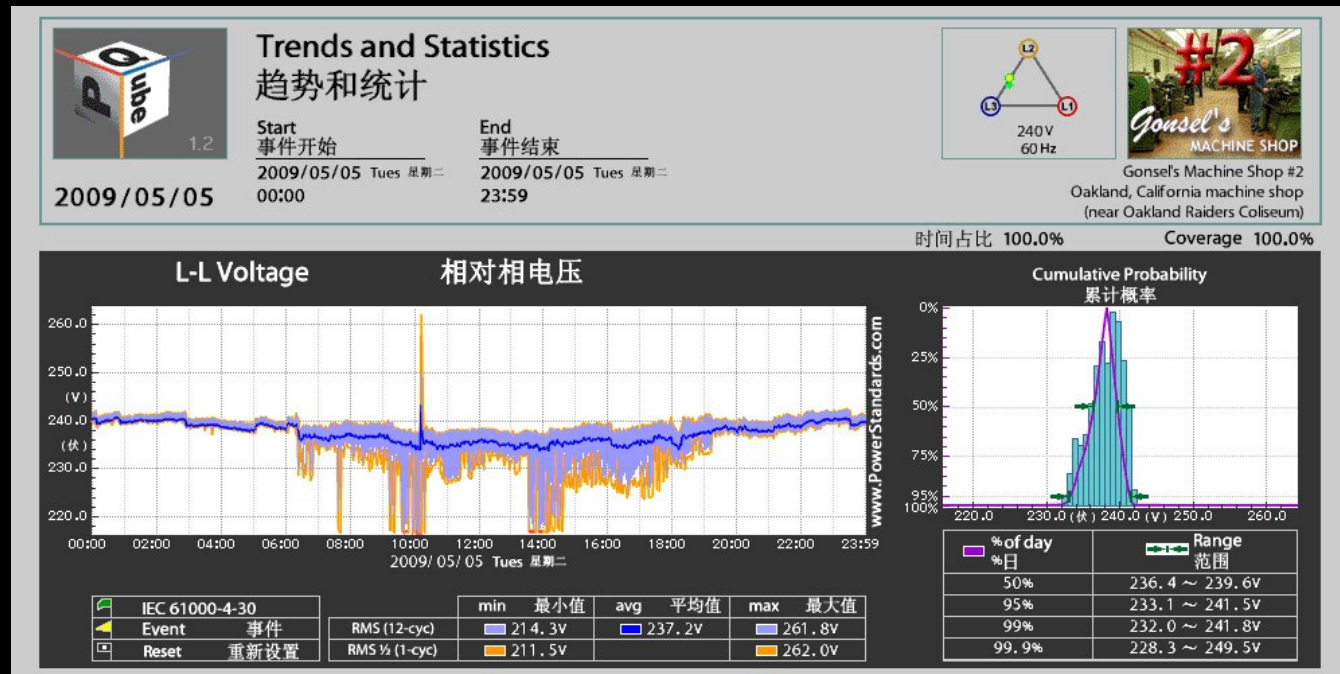 PQube
1.2
2009/05/05
Trends and Statistics
趋势和统计
Start
事件开始
2009/05/05 Tues 星期二
00:00
End
事件结束
2009/05/05 Tues 星期二
23:59
L2
L3
L1
240V
60 Hz
#2
Gonsel's
MACHINE SHOP
Gonsel's Machine Shop #2
Oakland, California machine shop
(near Oakland Raiders Coliseum)
时间占比 100.0%
Coverage 100.0%
L-L Voltage 相对相电压
260.0
250.0
(V)
240.0
(伏)
230.0
220.0
00:00 02:00 04:00 06:00 08:00 10:00 12:00 14:00 16:00 18:00 20:00 22:00 23:59
2009/05/05 Tues 星期二
www.PowerStandards.com
Cumulative Probability
累计概率
0%
25%
50%
75%
95%
100%
220.0 230.0 (伏) 240.0 (V) 250.0 260.0
% of day
%日
Range
范围
50% 236.4 ~ 239.6V
95% 233.1 ~ 241.5V
99% 232.0 ~ 241.8V
99.9% 228.3 ~ 249.5V
IEC 61000-4-30
Event 事件
Reset 重新设置
min 最小值 avg 平均值 max 最大值
RMS (12-cyc) 214.3V 237.2V 261.8V
RMS ½ (1-cyc) 211.5V 262.0V